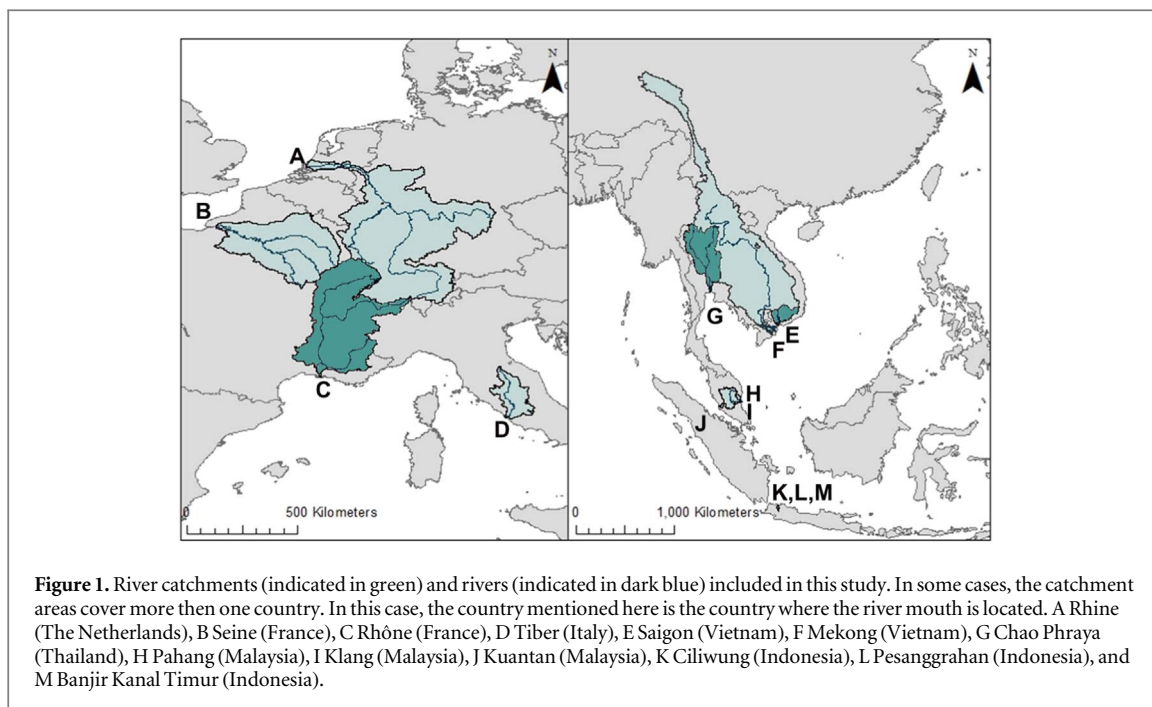 N
N
A
B
C
D
G
E
F
H
I
J
K,L,M
0
500 Kilometers
0
1,000 Kilometers
Figure 1. River catchments (indicated in green) and rivers (indicated in dark blue) included in this study. In some cases, the catchment
areas cover more then one country. In this case, the country mentioned here is the country where the river mouth is located. A Rhine
(The Netherlands), B Seine (France), C Rhône (France), D Tiber (Italy), E Saigon (Vietnam), F Mekong (Vietnam), G Chao Phraya
(Thailand), H Pahang (Malaysia), I Klang (Malaysia), J Kuantan (Malaysia), K Ciliwung (Indonesia), L Pesanggrahan (Indonesia), and
M Banjir Kanal Timur (Indonesia).